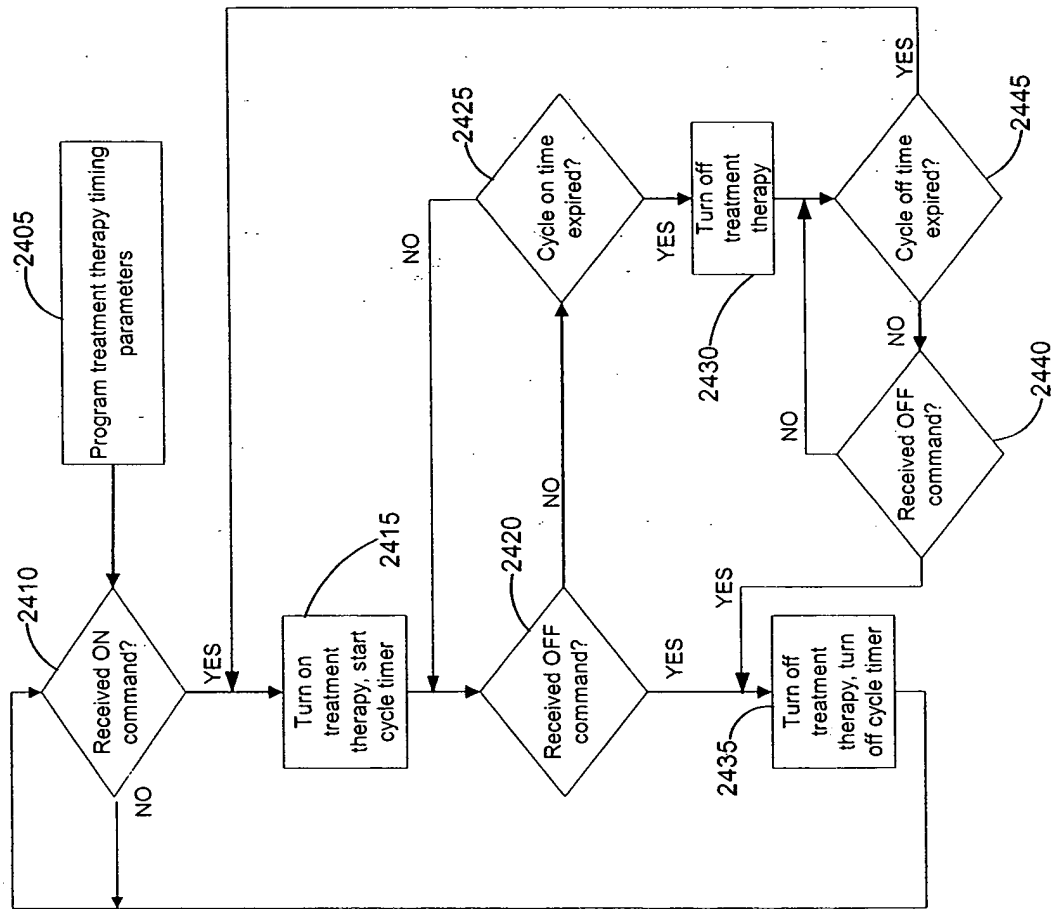 2405
Program treatment therapy timing
parameters
2410
Received ON
command?
NO
YES
2415
Turn on
treatment
therapy, start
cycle timer
2420
Received OFF
command?
NO
YES
2425
Cycle on time
expired?
NO
YES
2430
Turn off
treatment
therapy
2445
Cycle off time
expired?
YES
NO
2440
Received OFF
command?
NO
YES
2435
Turn off
treatment
therapy, turn
off cycle timer